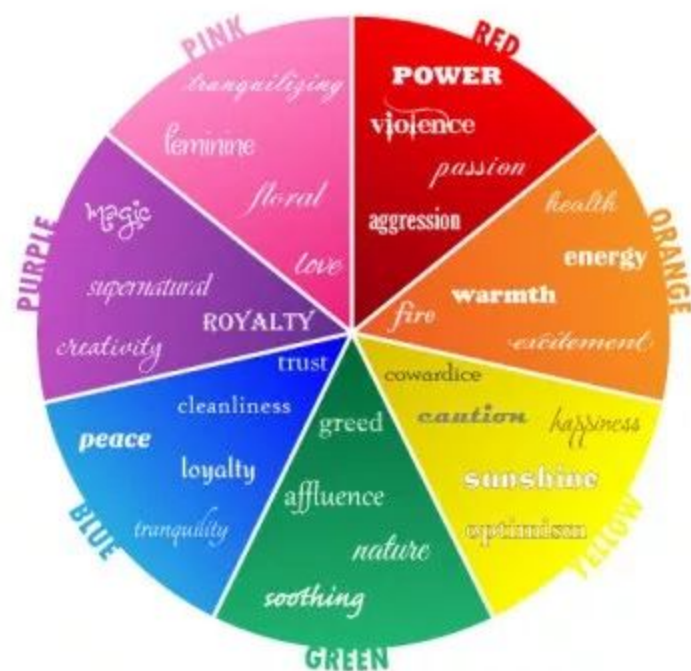 PINK
tranquilizing
feminine
floral
love
RED
POWER
violence
passion
aggression
ORANGE
health
energy
warmth
fire
excitement
YELLOW
cowardice
caution
happiness
sunshine
optimism
GREEN
greed
affluence
nature
soothing
BLUE
trust
cleanliness
peace
loyalty
tranquility
PURPLE
magic
supernatural
ROYALTY
creativity